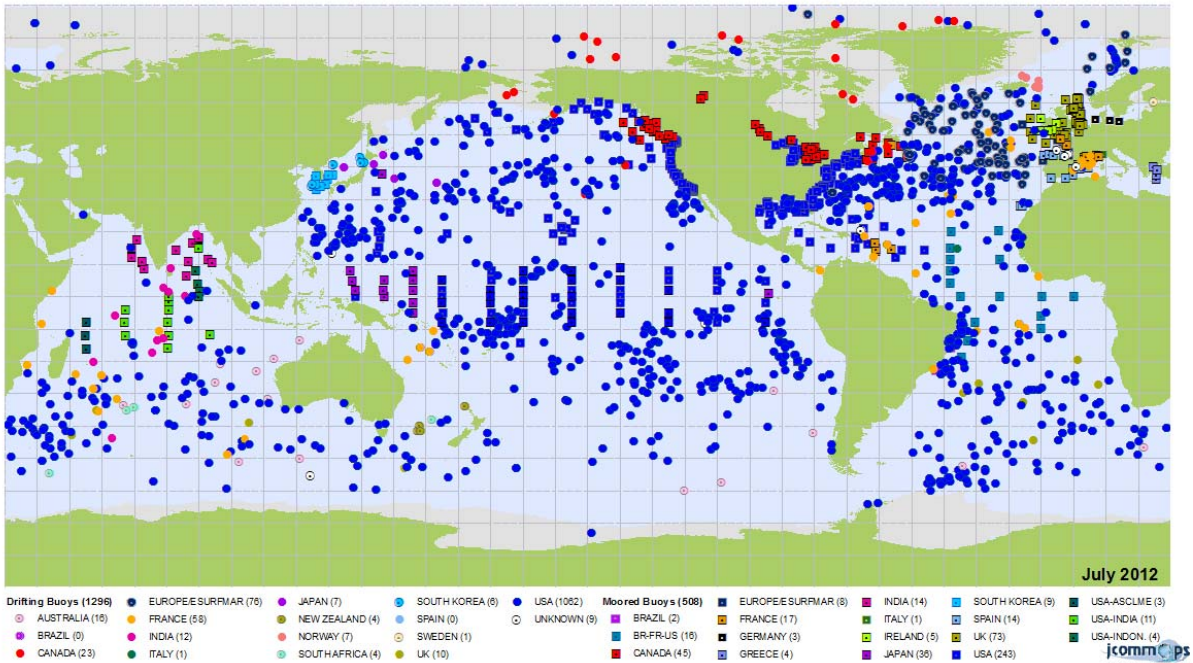 July 2012
Drifting Buoys (1296)
AUSTRALIA (16)
BRAZIL (0)
CANADA (23)
EUROPE/ESURFMAR (76)
FRANCE (58)
INDIA (12)
ITALY (1)
JAPAN (7)
NEW ZEALAND (4)
NORWAY (7)
SOUTH AFRICA (4)
SOUTH KOREA (6)
SPAIN (0)
SWEDEN (1)
UK (10)
USA (1062)
UNKNOWN (9)
Moored Buoys (508)
BRAZIL (2)
BR-FR-US (16)
CANADA (45)
EUROPE/ESURFMAR (8)
FRANCE (17)
GERMANY (3)
GREECE (4)
INDIA (14)
ITALY (1)
IRELAND (5)
JAPAN (36)
SOUTH KOREA (9)
SPAIN (14)
UK (73)
USA (243)
USA-ASCLME (3)
USA-INDIA (11)
USA-INDON. (4)
jcommops